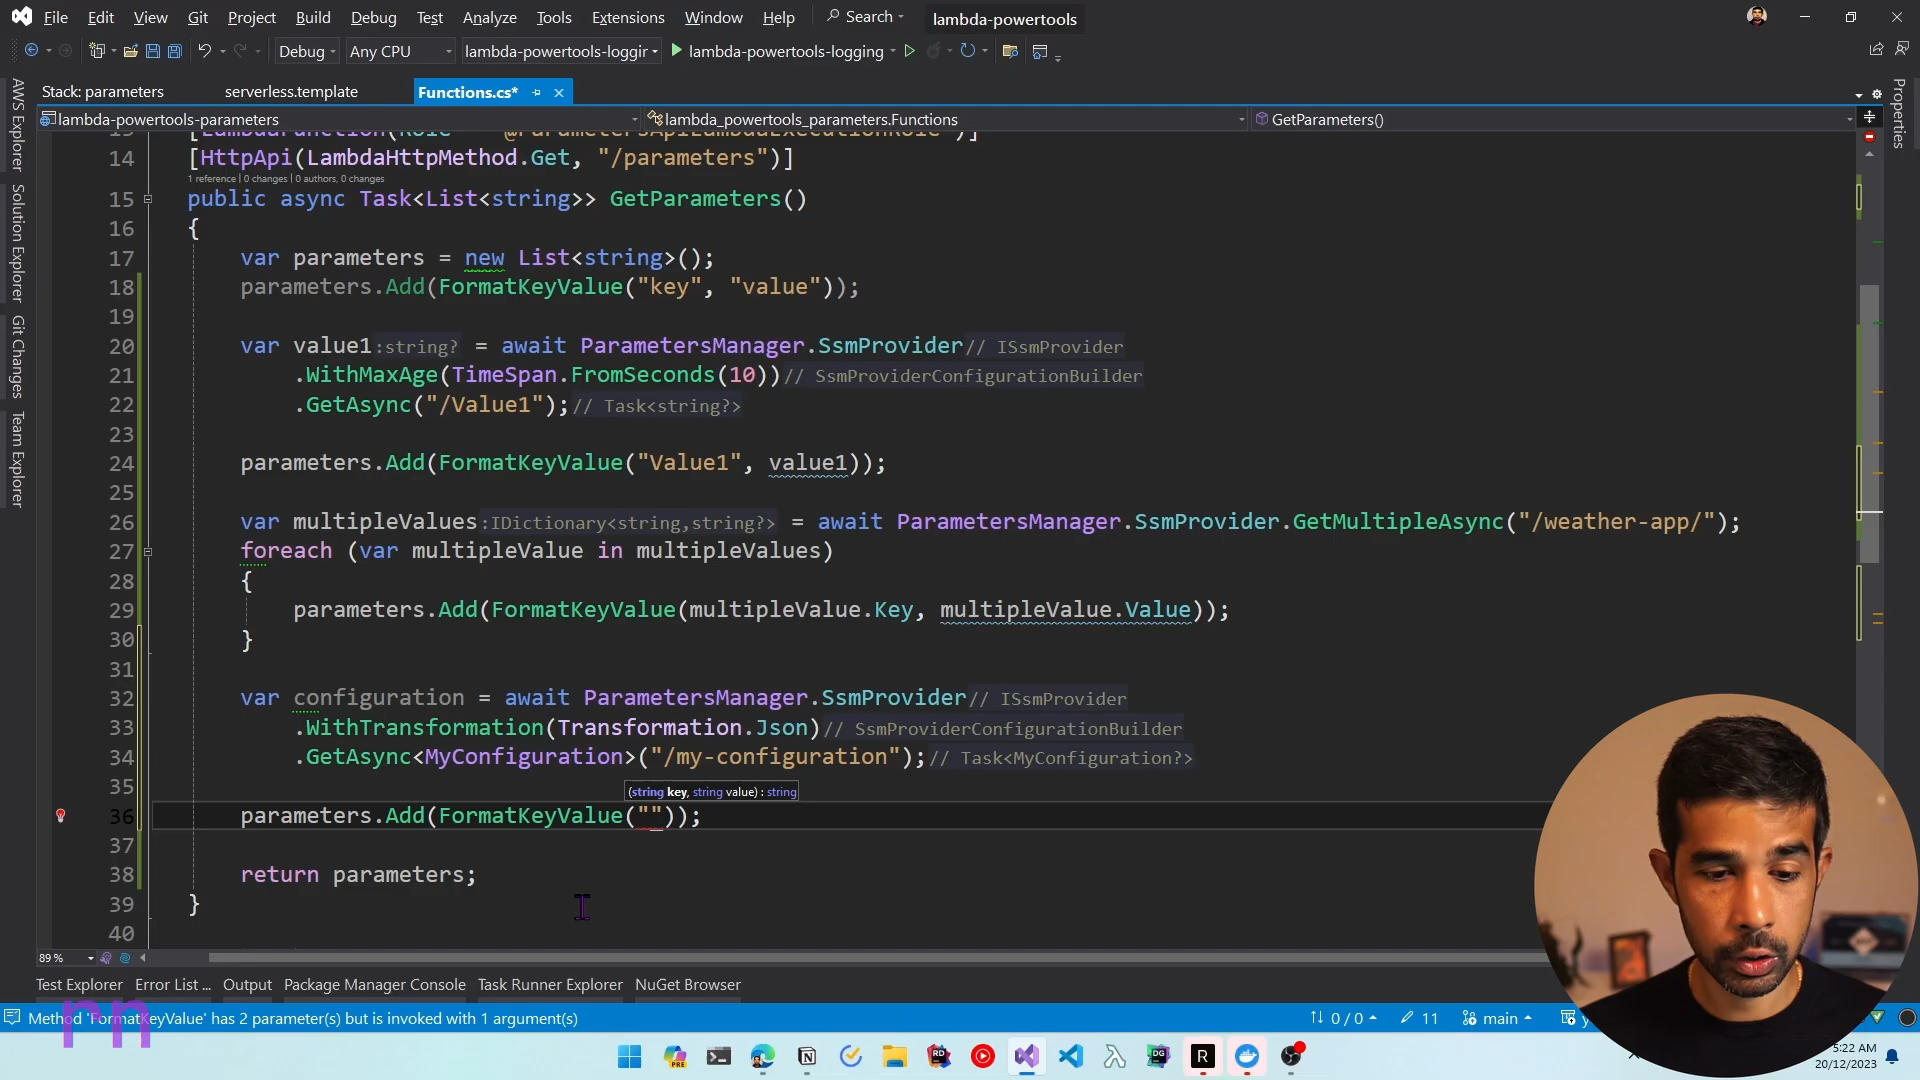 File Edit View Git Project Build Debug Test Analyze Tools Extensions Window Help Search lambda-powertools
Debug Any CPU lambda-powertools-loggir lambda-powertools-logging
Stack: parameters serverless.template Functions.cs*
lambda-powertools-parameters lambda_powertools_parameters.Functions GetParameters()
AWS Explorer
Solution Explorer
Git Changes
Team Explorer
Properties
14 [HttpApi(LambdaHttpMethod.Get, "/parameters")]
1 reference | 0 changes | 0 authors, 0 changes
15 public async Task<List<string>> GetParameters()
16 {
17 var parameters = new List<string>();
18 parameters.Add(FormatKeyValue("key", "value"));
19
20 var value1:string? = await ParametersManager.SsmProvider// ISsmProvider
21 .WithMaxAge(TimeSpan.FromSeconds(10))// SsmProviderConfigurationBuilder
22 .GetAsync("/Value1");// Task<string?>
23
24 parameters.Add(FormatKeyValue("Value1", value1));
25
26 var multipleValues:IDictionary<string,string?> = await ParametersManager.SsmProvider.GetMultipleAsync("/weather-app/");
27 foreach (var multipleValue in multipleValues)
28 {
29 parameters.Add(FormatKeyValue(multipleValue.Key, multipleValue.Value));
30 }
31
32 var configuration = await ParametersManager.SsmProvider// ISsmProvider
33 .WithTransformation(Transformation.Json)// SsmProviderConfigurationBuilder
34 .GetAsync<MyConfiguration>("/my-configuration");// Task<MyConfiguration?>
35
(string key, string value) : string
36 parameters.Add(FormatKeyValue(""));
37
38 return parameters;
39 }
40
89 %
Test Explorer Error List ... Output Package Manager Console Task Runner Explorer NuGet Browser
Method 'FormatKeyValue' has 2 parameter(s) but is invoked with 1 argument(s) 0 / 0 11 main
rn
5:22 AM
20/12/2023